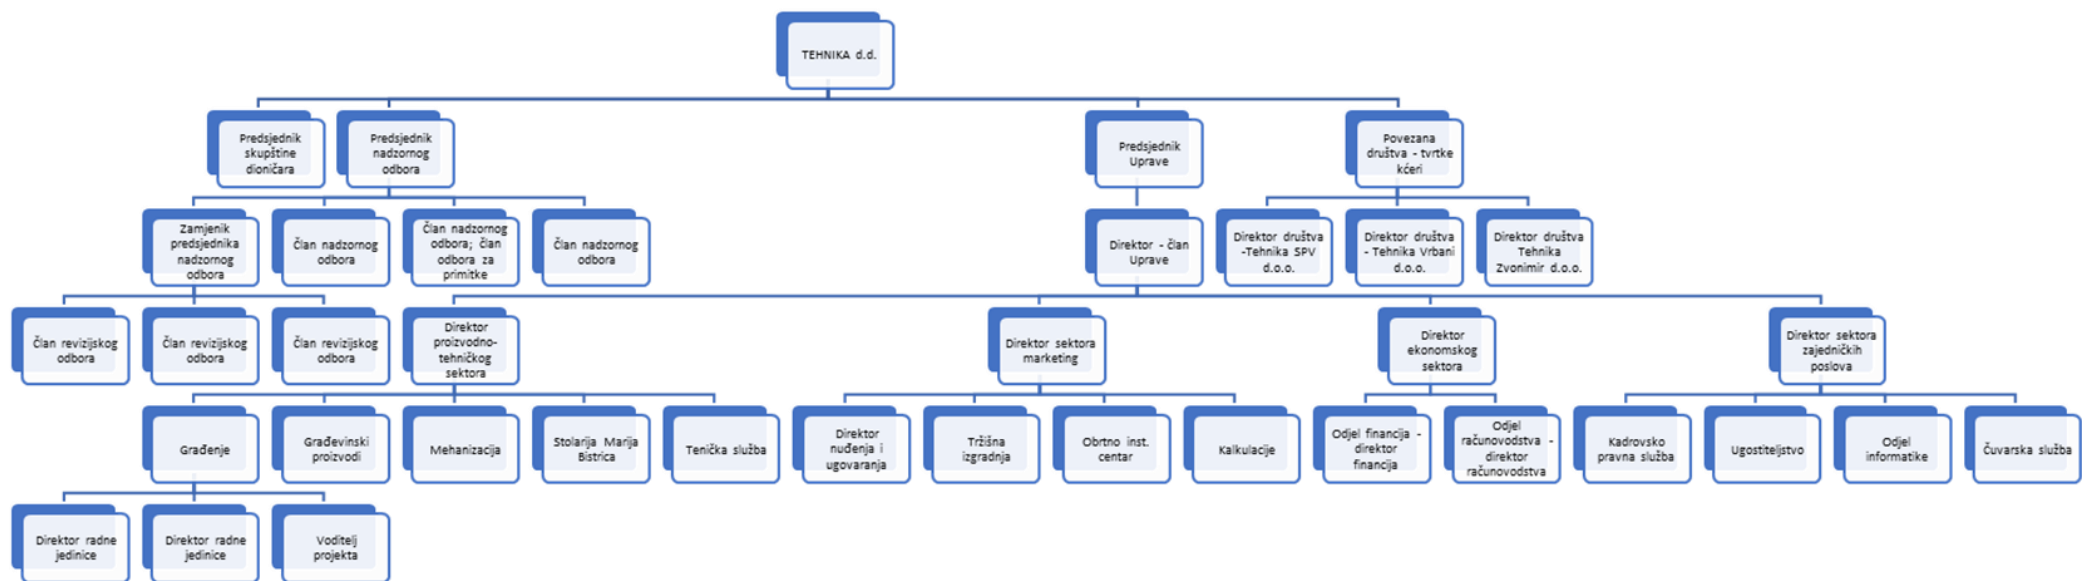 TEHNIKA d.d.
Predsjednik
skupštine
dioničara
Predsjednik
nadzornog
odbora
Predsjednik
Uprave
Povezana
društva - tvrtke
kćeri
Zamjenik
predsjednika
nadzornog
odbora
Član nadzornog
odbora
Član nadzornog
odbora; član
odbora za
primitke
Član nadzornog
odbora
Direktor - član
Uprave
Direktor društva
-Tehnika SPV
d.o.o.
Direktor društva
- Tehnika Vrbani
d.o.o.
Direktor društva
Tehnika
Zvonimir d.o.o.
Član revizijskog
odbora
Član revizijskog
odbora
Član revizijskog
odbora
Direktor
proizvodno-
tehničkog
sektora
Direktor sektora
marketing
Direktor
ekonomskog
sektora
Direktor sektora
zajedničkih
poslova
Građenje
Građevinski
proizvodi
Mehanizacija
Stolarija Marija
Bistrica
Tenička služba
Direktor
nuđenja i
ugovaranja
Tržišna
izgradnja
Obrtno inst.
centar
Kalkulacije
Odjel financija -
direktor
financija
Odjel
računovodstva -
direktor
računovodstva
Kadrovsko
pravna služba
Ugostiteljstvo
Odjel
informatike
Čuvarska služba
Direktor radne
jedinice
Direktor radne
jedinice
Voditelj
projekta